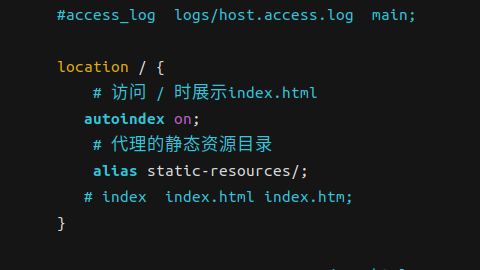 #access_log  logs/host.access.log  main;
location / {
# 访问 / 时展示index.html
autoindex on;
# 代理的静态资源目录
alias static-resources/;
# index  index.html index.htm;
}